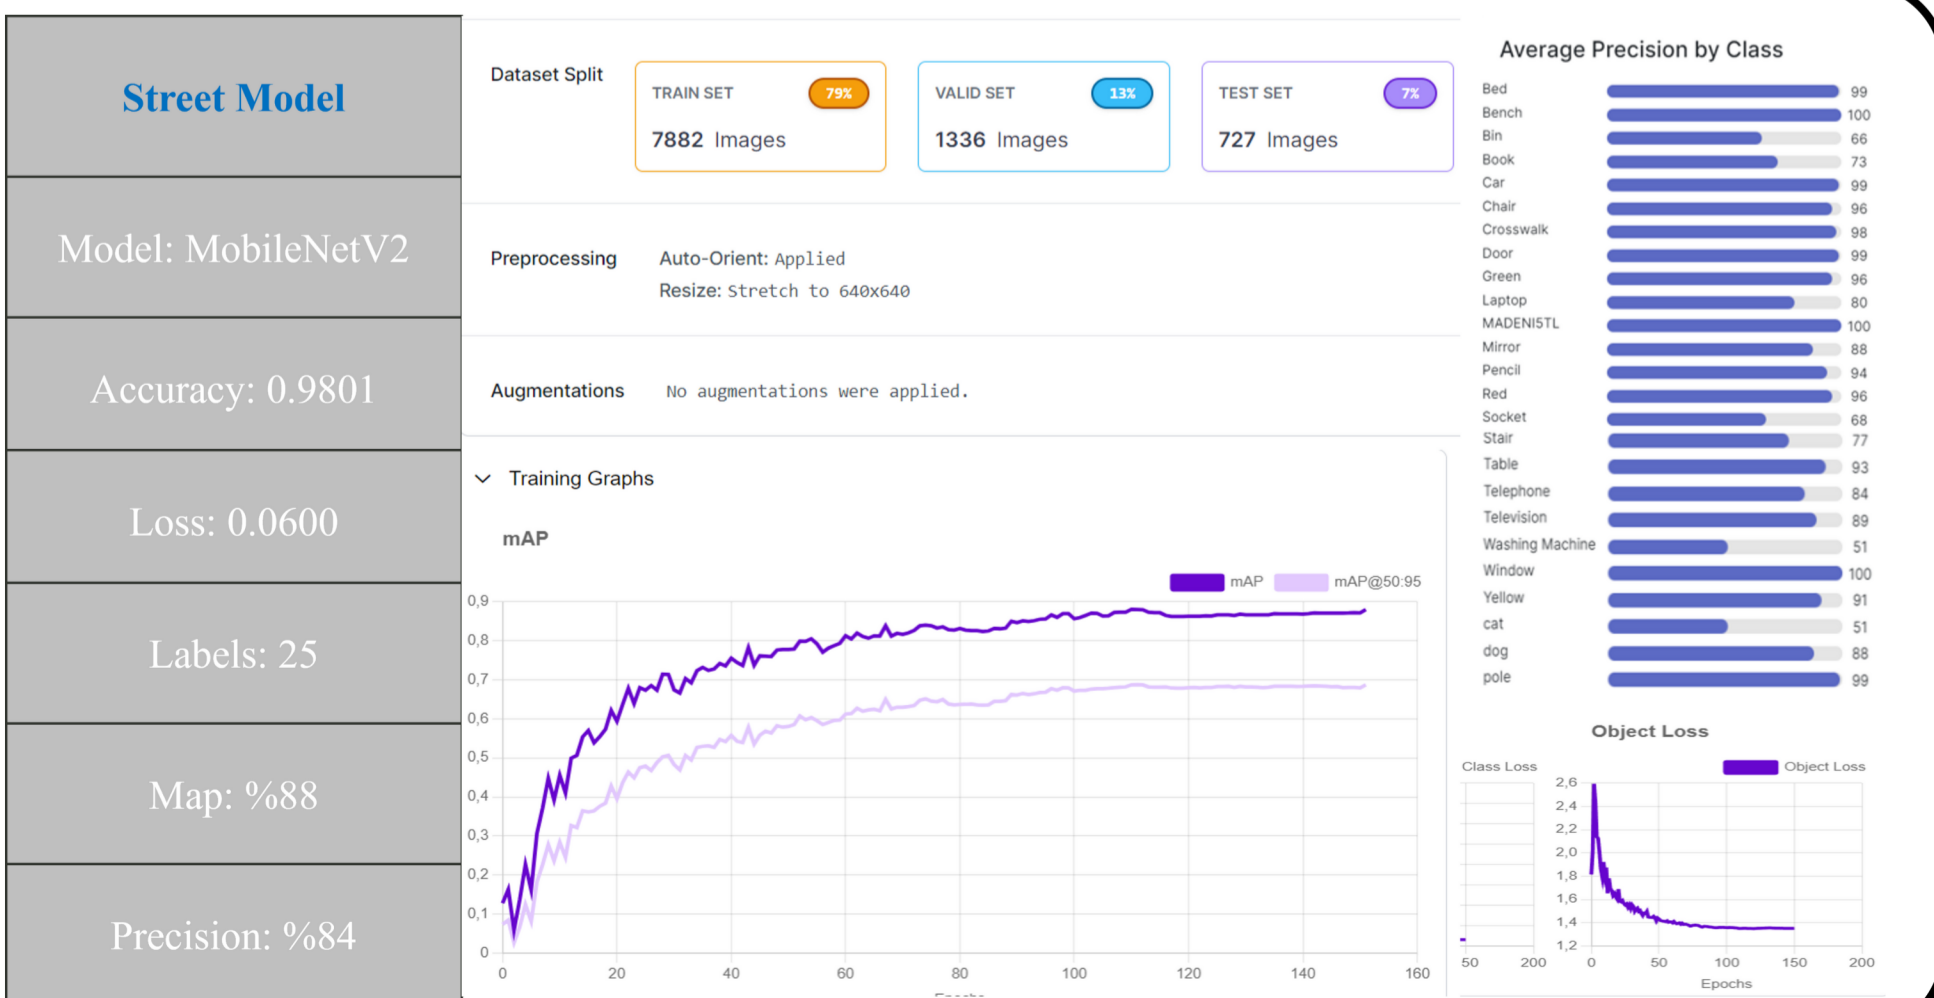 Street Model
Model: MobileNetV2
Accuracy: 0.9801
Loss: 0.0600
Labels: 25
Map: %88
Precision: %84
Dataset Split
TRAIN SET 79%
7882 Images
VALID SET 13%
1336 Images
TEST SET 7%
727 Images
Preprocessing
Auto-Orient: Applied
Resize: Stretch to 640x640
Augmentations
No augmentations were applied.
Training Graphs
mAP
mAP mAP@50:95
0,9
0,8
0,7
0,6
0,5
0,4
0,3
0,2
0,1
0
0 20 40 60 80 100 120 140 160
Epochs
Average Precision by Class
Bed 99
Bench 100
Bin 66
Book 73
Car 99
Chair 96
Crosswalk 98
Door 99
Green 96
Laptop 80
MADENI5TL 100
Mirror 88
Pencil 94
Red 96
Socket 68
Stair 77
Table 93
Telephone 84
Television 89
Washing Machine 51
Window 100
Yellow 91
cat 51
dog 88
pole 99
Object Loss
Class Loss
50 200
Object Loss
2,6
2,4
2,2
2,0
1,8
1,6
1,4
1,2
0 50 100 150 200
Epochs